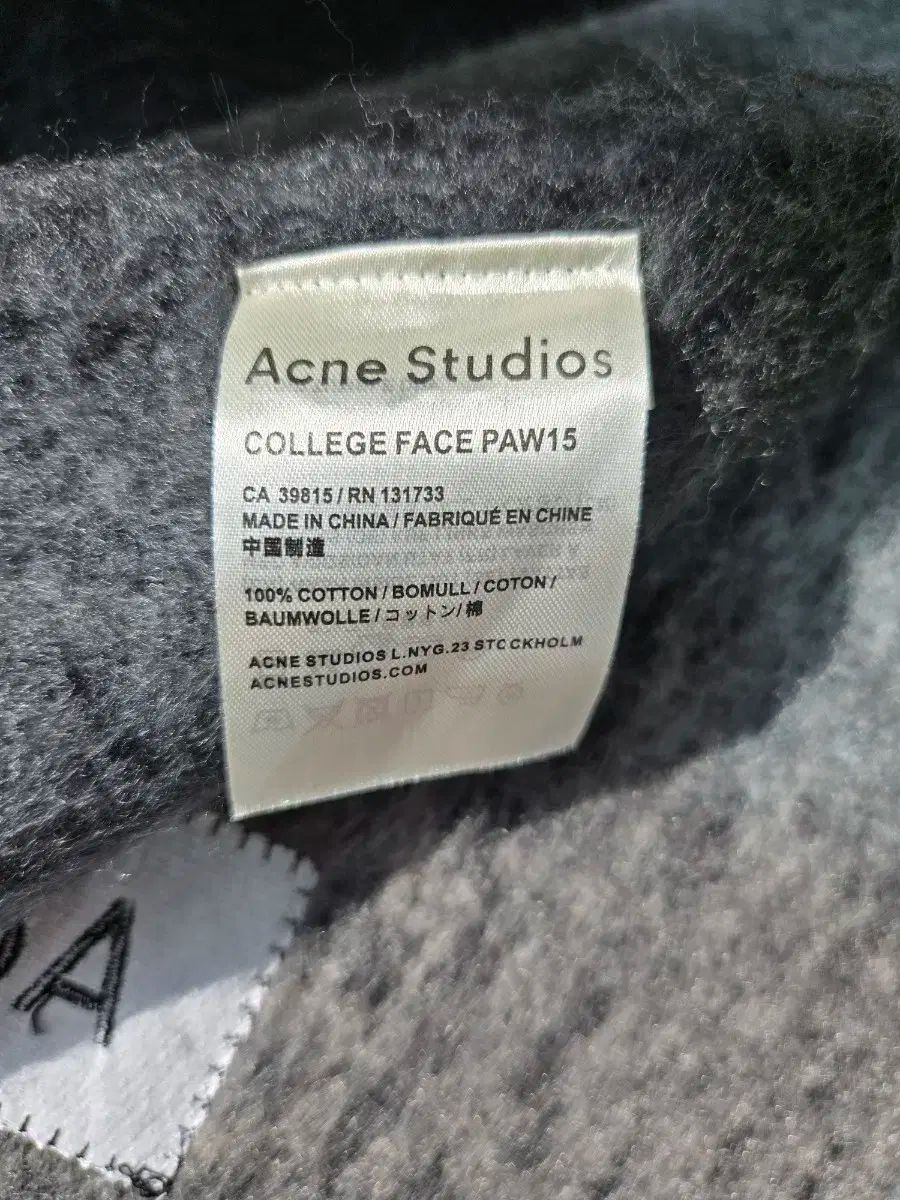 Acne Studios
COLLEGE FACE PAW15
CA 39815 / RN 131733
MADE IN CHINA / FABRIQUÉ EN CHINE
中国制造
100% COTTON / BOMULL / COTON /
BAUMWOLLE / コットン / 棉
ACNE STUDIOS L.NYG.23 STOCKHOLM
ACNESTUDIOS.COM
A